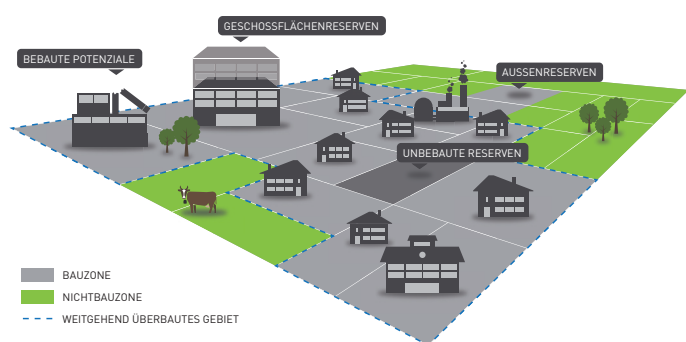 GESCHOSSFLÄCHENRESERVEN
BEBAUTE POTENZIALE
AUSSENRESERVEN
UNBEBAUTE RESERVEN
BAUZONE
NICHTBAUZONE
WEITGEHEND ÜBERBAUTES GEBIET